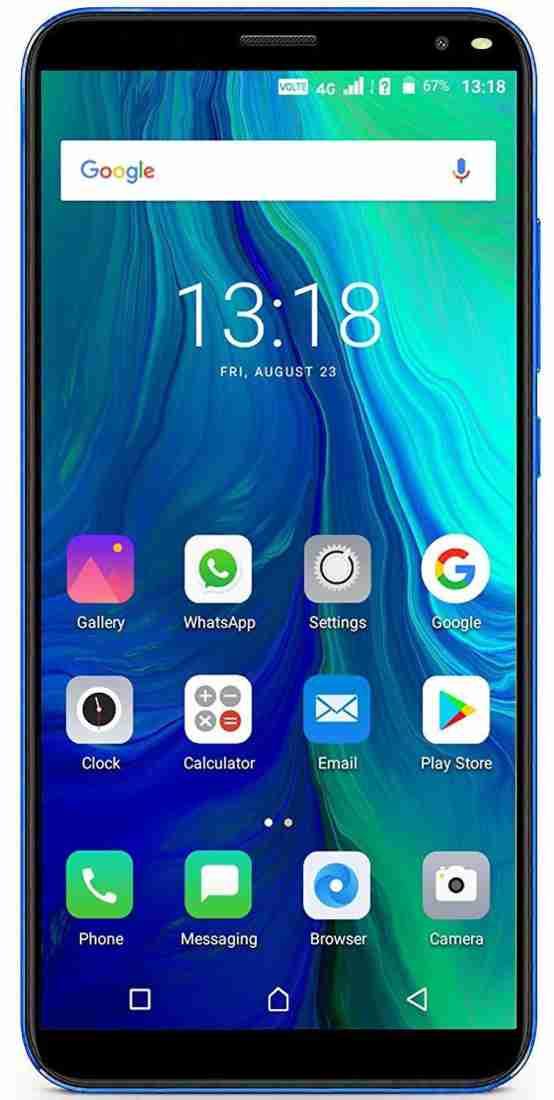 VOLTE 4G 67% 13:18
Google
13:18
FRI, AUGUST 23
Gallery WhatsApp Settings Google
Clock Calculator Email Play Store
Phone Messaging Browser Camera